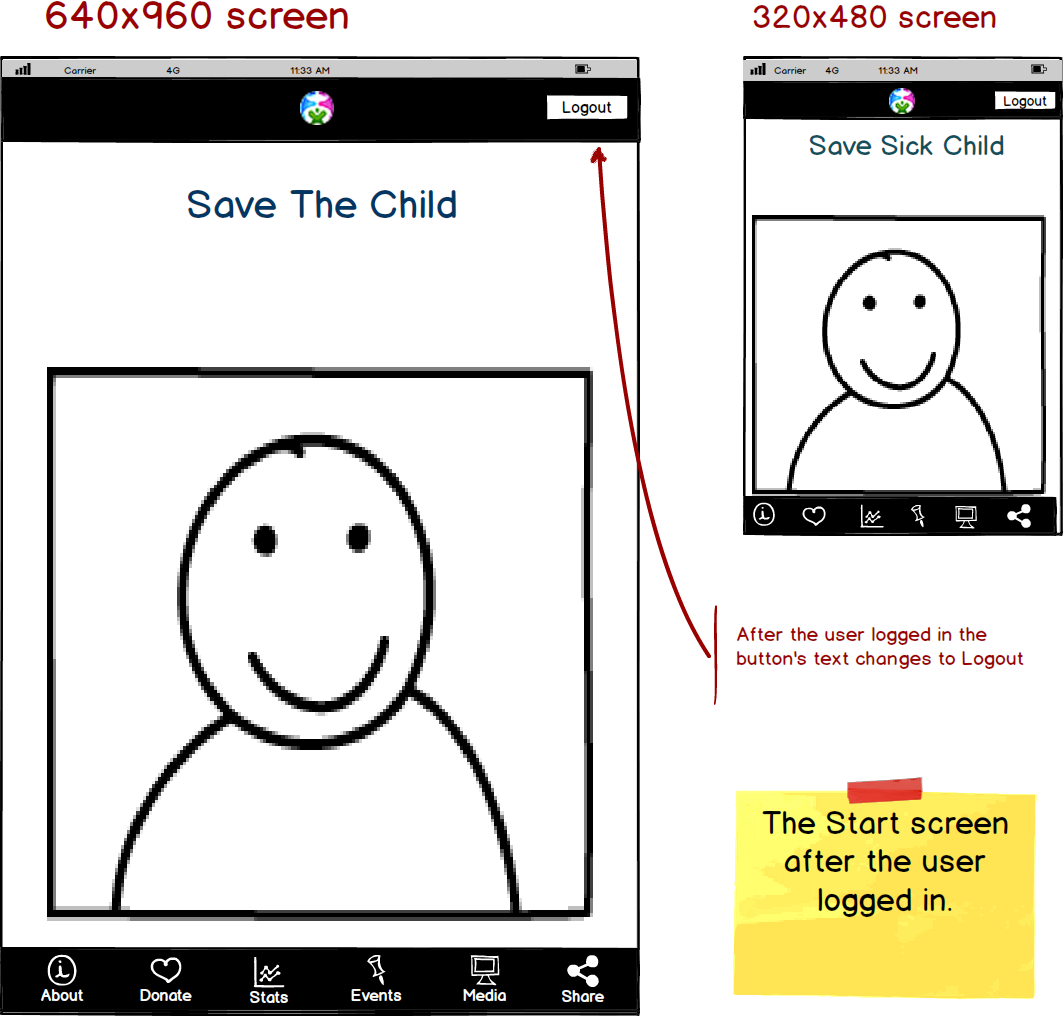 640x960 screen
320x480 screen
Carrier 4G 11:33 AM
Logout
Save The Child
About Donate Stats Events Media Share
Carrier 4G 11:33 AM
Logout
Save Sick Child
After the user logged in the
button's text changes to Logout
The Start screen
after the user
logged in.